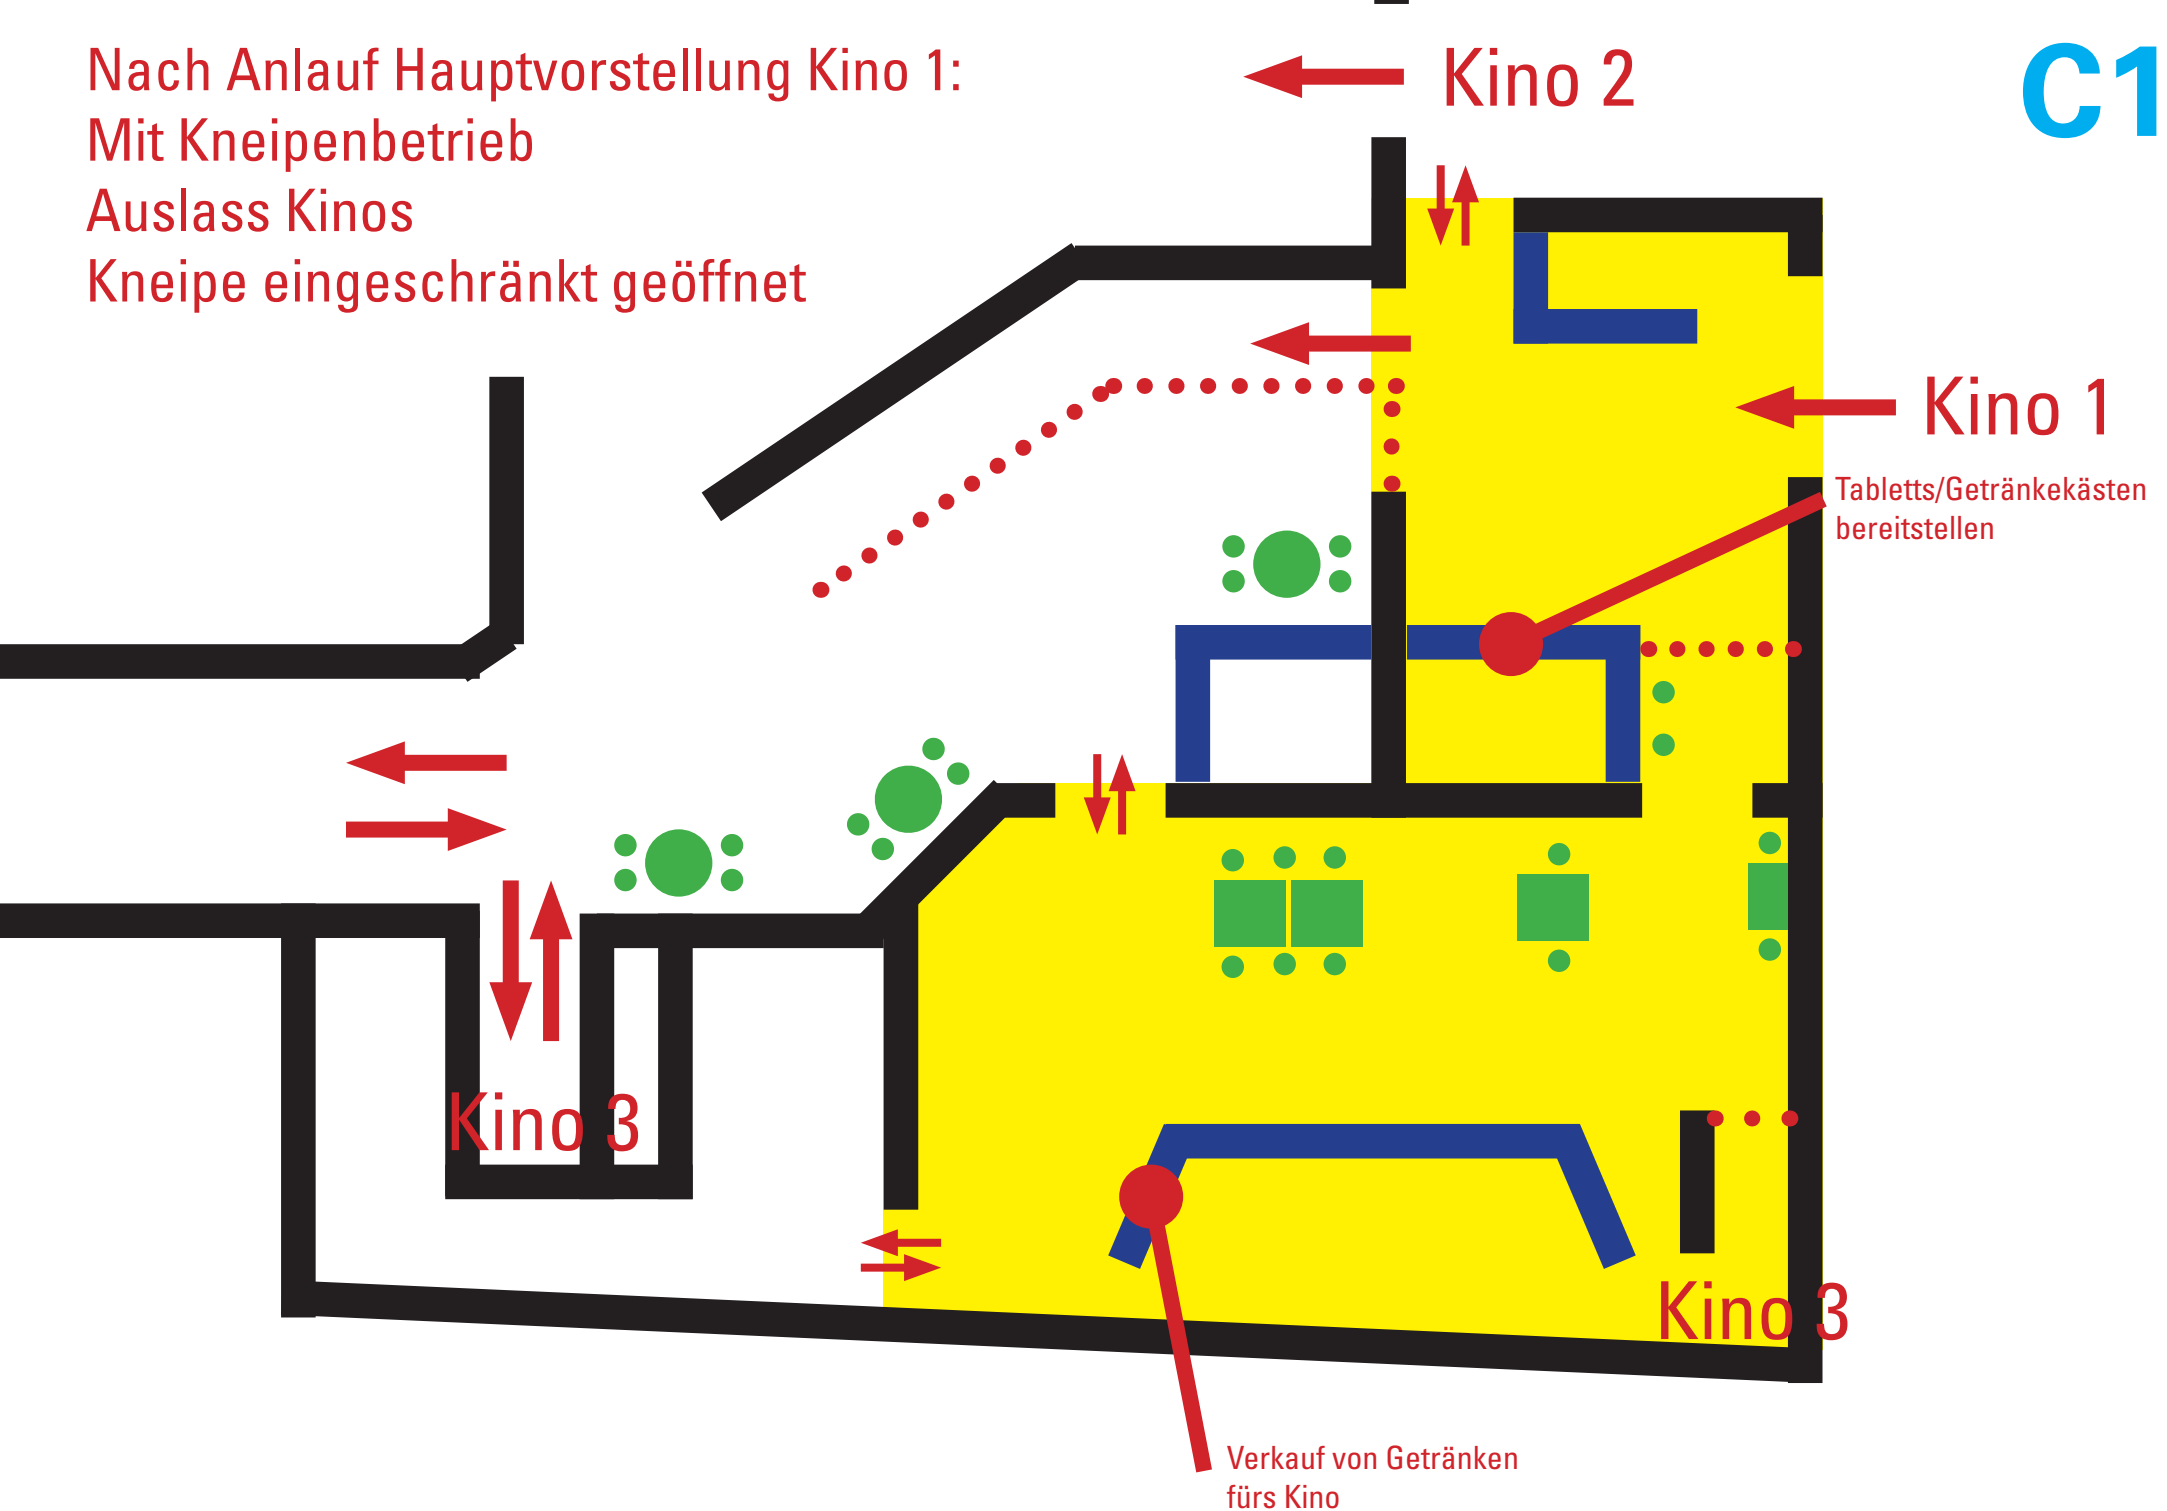 Nach Anlauf Hauptvorstellung Kino 1:
Mit Kneipenbetrieb
Auslass Kinos
Kneipe eingeschränkt geöffnet
Kino 2
C1
Kino 1
Tabletts/Getränkekästen
bereitstellen
Kino 3
Kino 3
Verkauf von Getränken
fürs Kino